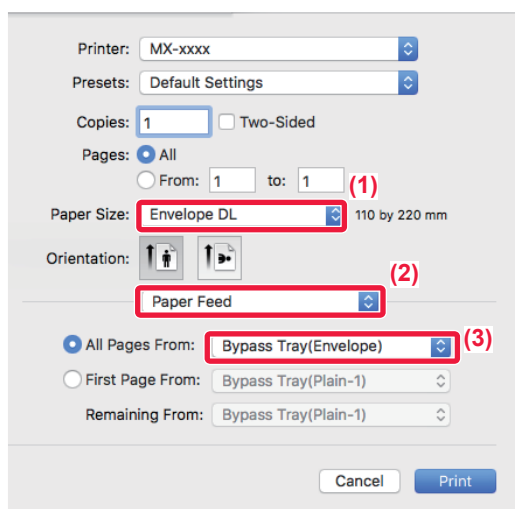 Printer: MX-xxxx
Presets: Default Settings
Copies: 1 Two-Sided
Pages: All
From: 1 to: 1
(1)
Paper Size: Envelope DL 110 by 220 mm
Orientation:
(2)
Paper Feed
All Pages From: Bypass Tray(Envelope) (3)
First Page From: Bypass Tray(Plain-1)
Remaining From: Bypass Tray(Plain-1)
Cancel Print